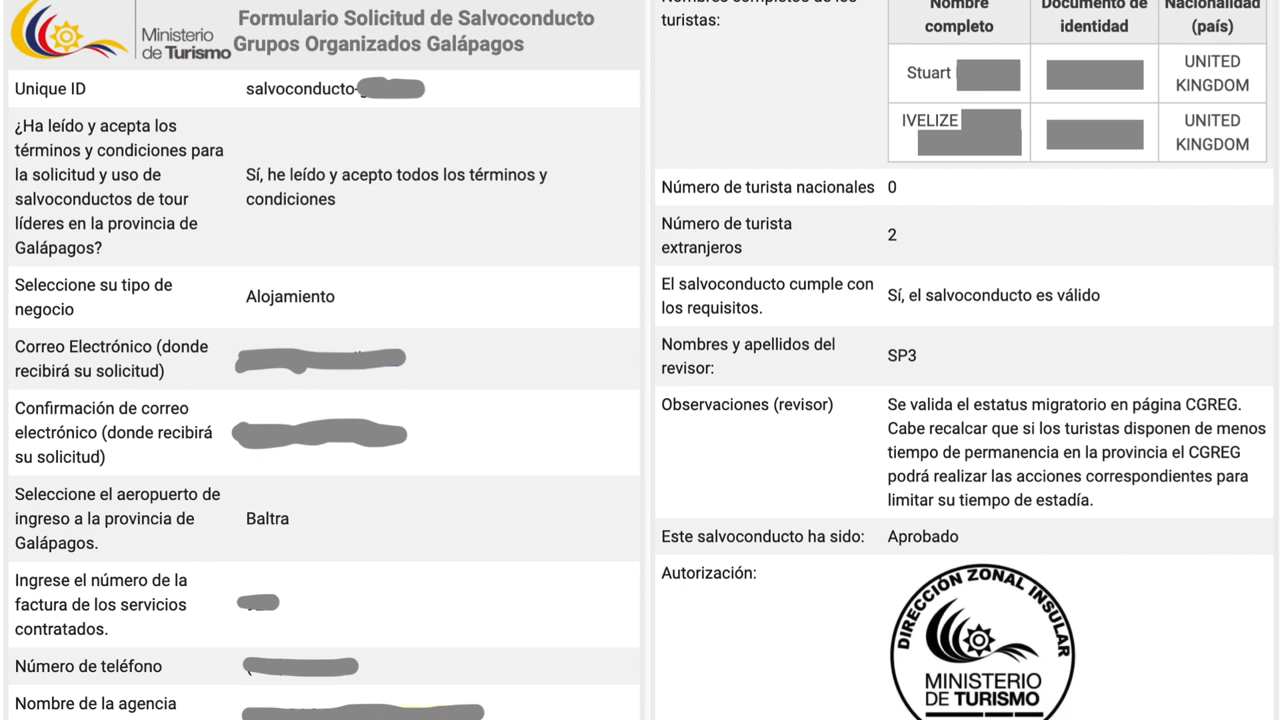 Ministerio
de Turismo
Formulario Solicitud de Salvoconducto
Grupos Organizados Galápagos
Unique ID
salvoconducto-
¿Ha leído y acepta los
términos y condiciones para
la solicitud y uso de
salvoconductos de tour
líderes en la provincia de
Galápagos?
Sí, he leído y acepto todos los términos y
condiciones
Seleccione su tipo de
negocio
Alojamiento
Correo Electrónico (donde
recibirá su solicitud)
Confirmación de correo
electrónico (donde recibirá
su solicitud)
Seleccione el aeropuerto de
ingreso a la provincia de
Galápagos.
Baltra
Ingrese el número de la
factura de los servicios
contratados.
Número de teléfono
Nombre de la agencia
Nombres completos de los
turistas:
Nombre
completo
Documento de
identidad
Nacionalidad
(país)
Stuart
UNITED
KINGDOM
IVELIZE
UNITED
KINGDOM
Número de turista nacionales
0
Número de turista
extranjeros
2
El salvoconducto cumple con
los requisitos.
Sí, el salvoconducto es válido
Nombres y apellidos del
revisor:
SP3
Observaciones (revisor)
Se valida el estatus migratorio en página CGREG.
Cabe recalcar que si los turistas disponen de menos
tiempo de permanencia en la provincia el CGREG
podrá realizar las acciones correspondientes para
limitar su tiempo de estadía.
Este salvoconducto ha sido:
Aprobado
Autorización:
DIRECCIÓN ZONAL INSULAR
MINISTERIO
DE TURISMO